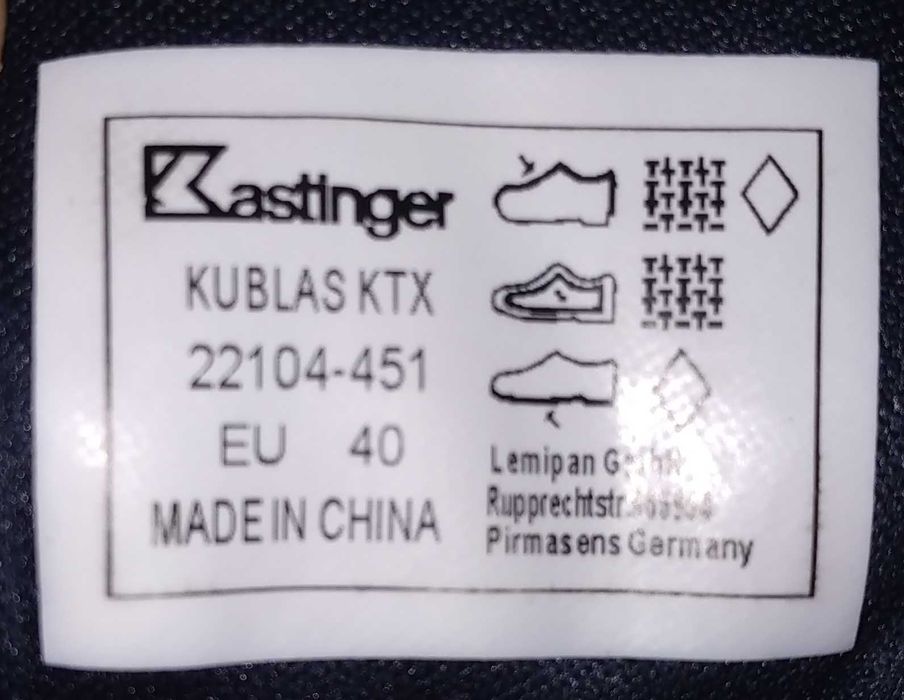 Kastinger
KUBLAS KTX
22104-451
EU 40
MADE IN CHINA
Lemipan
Rupprechtstr.
Pirmasens Germany